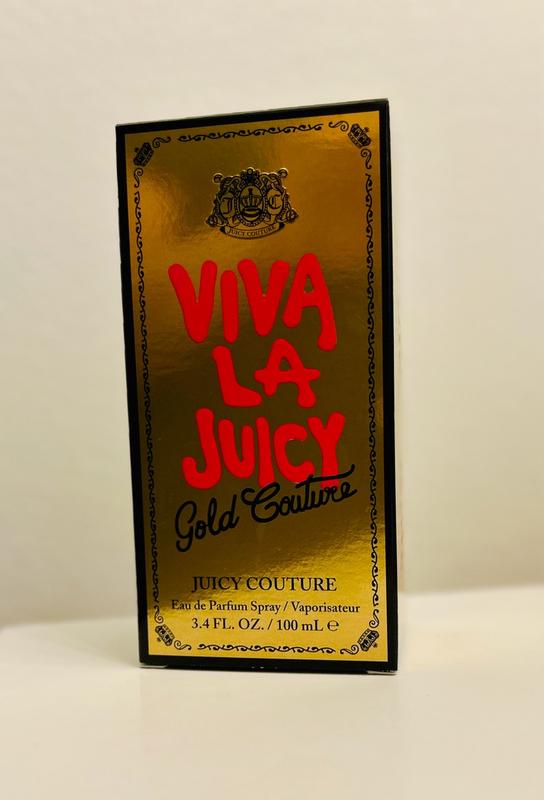 J C
JUICY COUTURE
VIVA
LA
JUICY
Gold Couture
JUICY COUTURE
Eau de Parfum Spray / Vaporisateur
3.4 FL. OZ. / 100 mL ℮